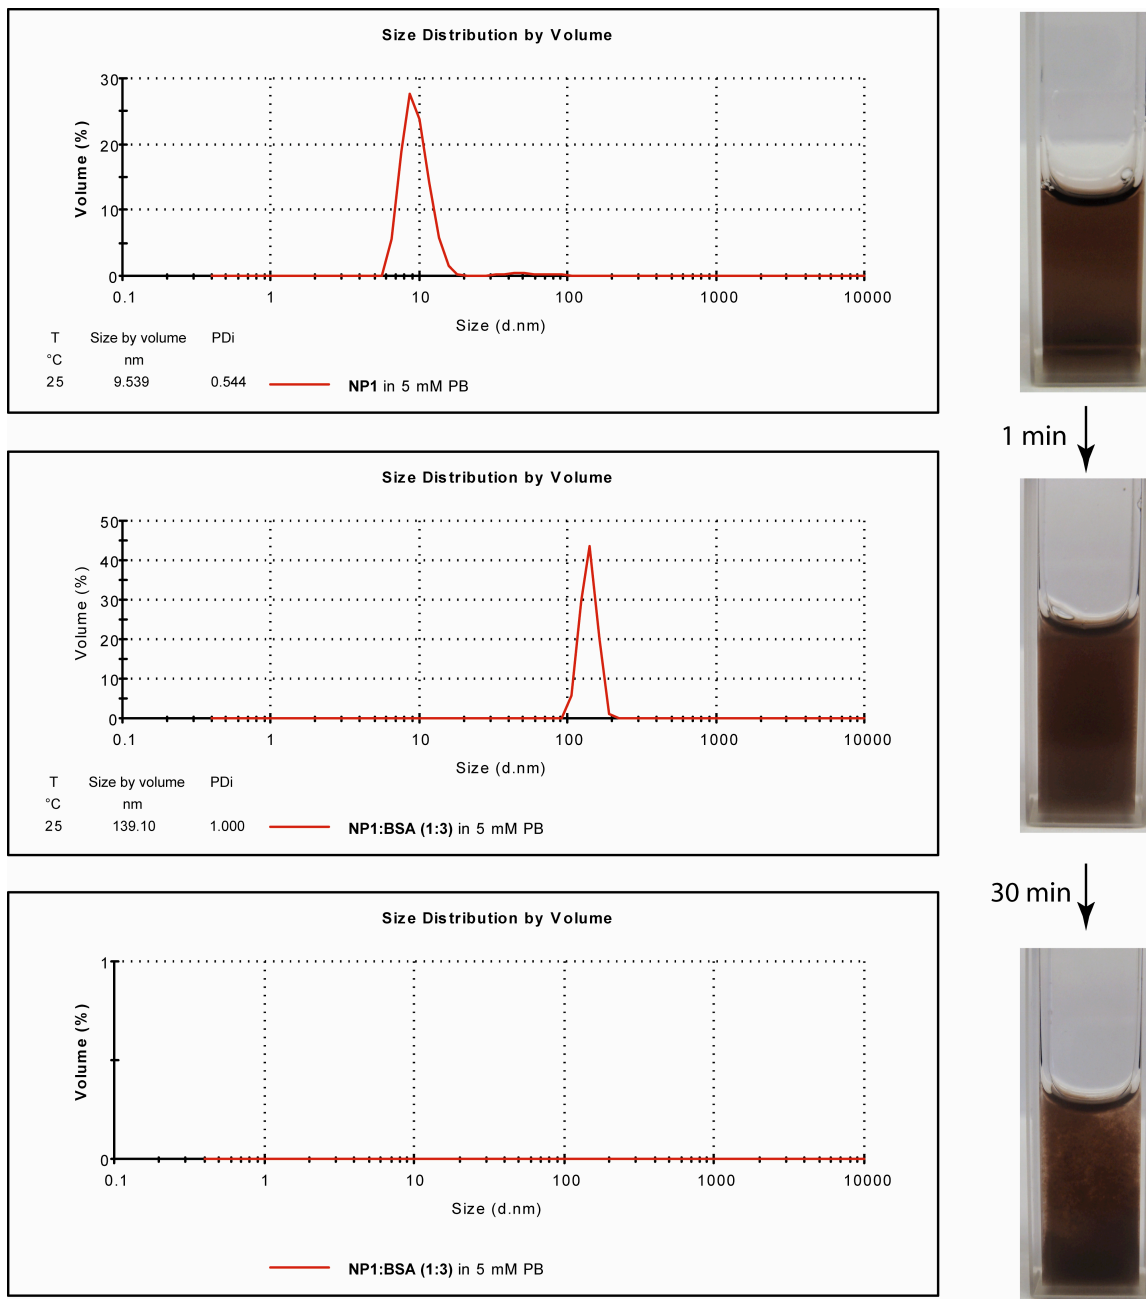 Size Distribution by Volume
30
20
10
0
Volume (%)
0.1 1 10 100 1000 10000
Size (d.nm)
T Size by volume PDi
°C nm
25 9.539 0.544
NP1 in 5 mM PB
1 min
Size Distribution by Volume
50
40
30
20
10
0
Volume (%)
0.1 1 10 100 1000 10000
Size (d.nm)
T Size by volume PDi
°C nm
25 139.10 1.000
NP1:BSA (1:3) in 5 mM PB
30 min
Size Distribution by Volume
1
0
Volume (%)
0.1 1 10 100 1000 10000
Size (d.nm)
NP1:BSA (1:3) in 5 mM PB